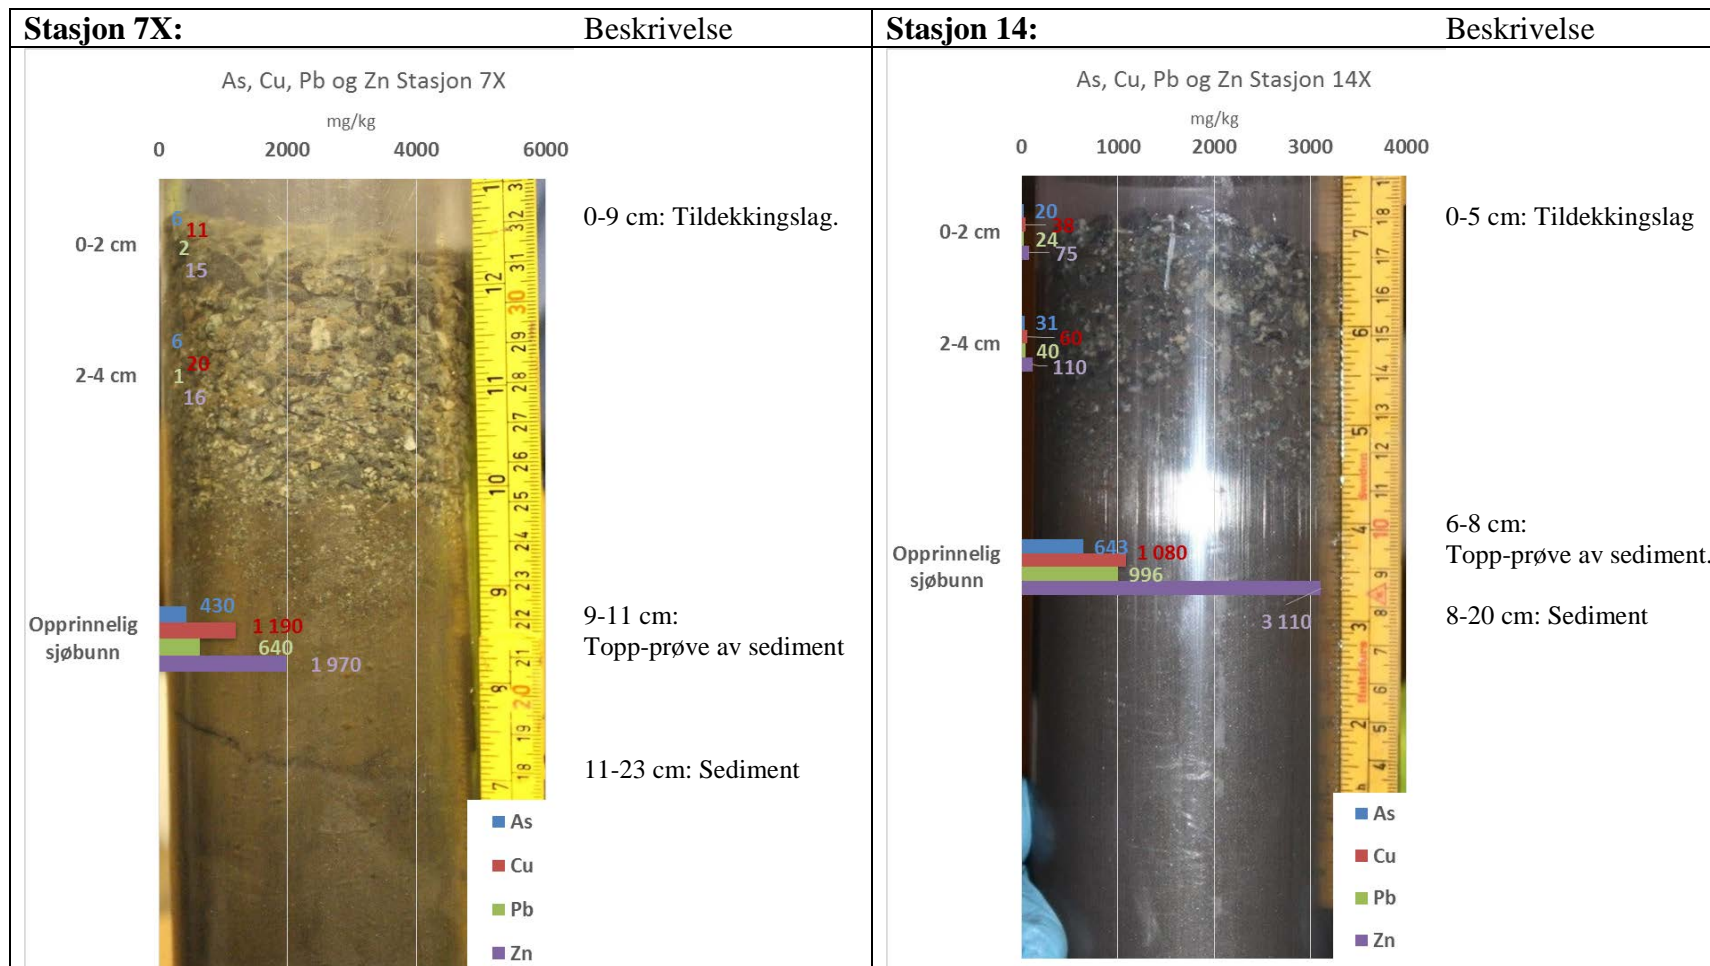 Stasjon 7X:
Beskrivelse
As, Cu, Pb og Zn Stasjon 7X
mg/kg
0 2000 4000 6000
0-2 cm
6
11
2
15
2-4 cm
6
20
1
16
Opprinnelig
sjøbunn
430
1 190
640
1 970
As
Cu
Pb
Zn
0-9 cm: Tildekkingslag.
9-11 cm:
Topp-prøve av sediment
11-23 cm: Sediment
Stasjon 14:
Beskrivelse
As, Cu, Pb og Zn Stasjon 14X
mg/kg
0 1000 2000 3000 4000
0-2 cm
20
38
24
75
2-4 cm
31
60
40
110
Opprinnelig
sjøbunn
643
1 080
996
3 110
As
Cu
Pb
Zn
0-5 cm: Tildekkingslag
6-8 cm:
Topp-prøve av sediment.
8-20 cm: Sediment